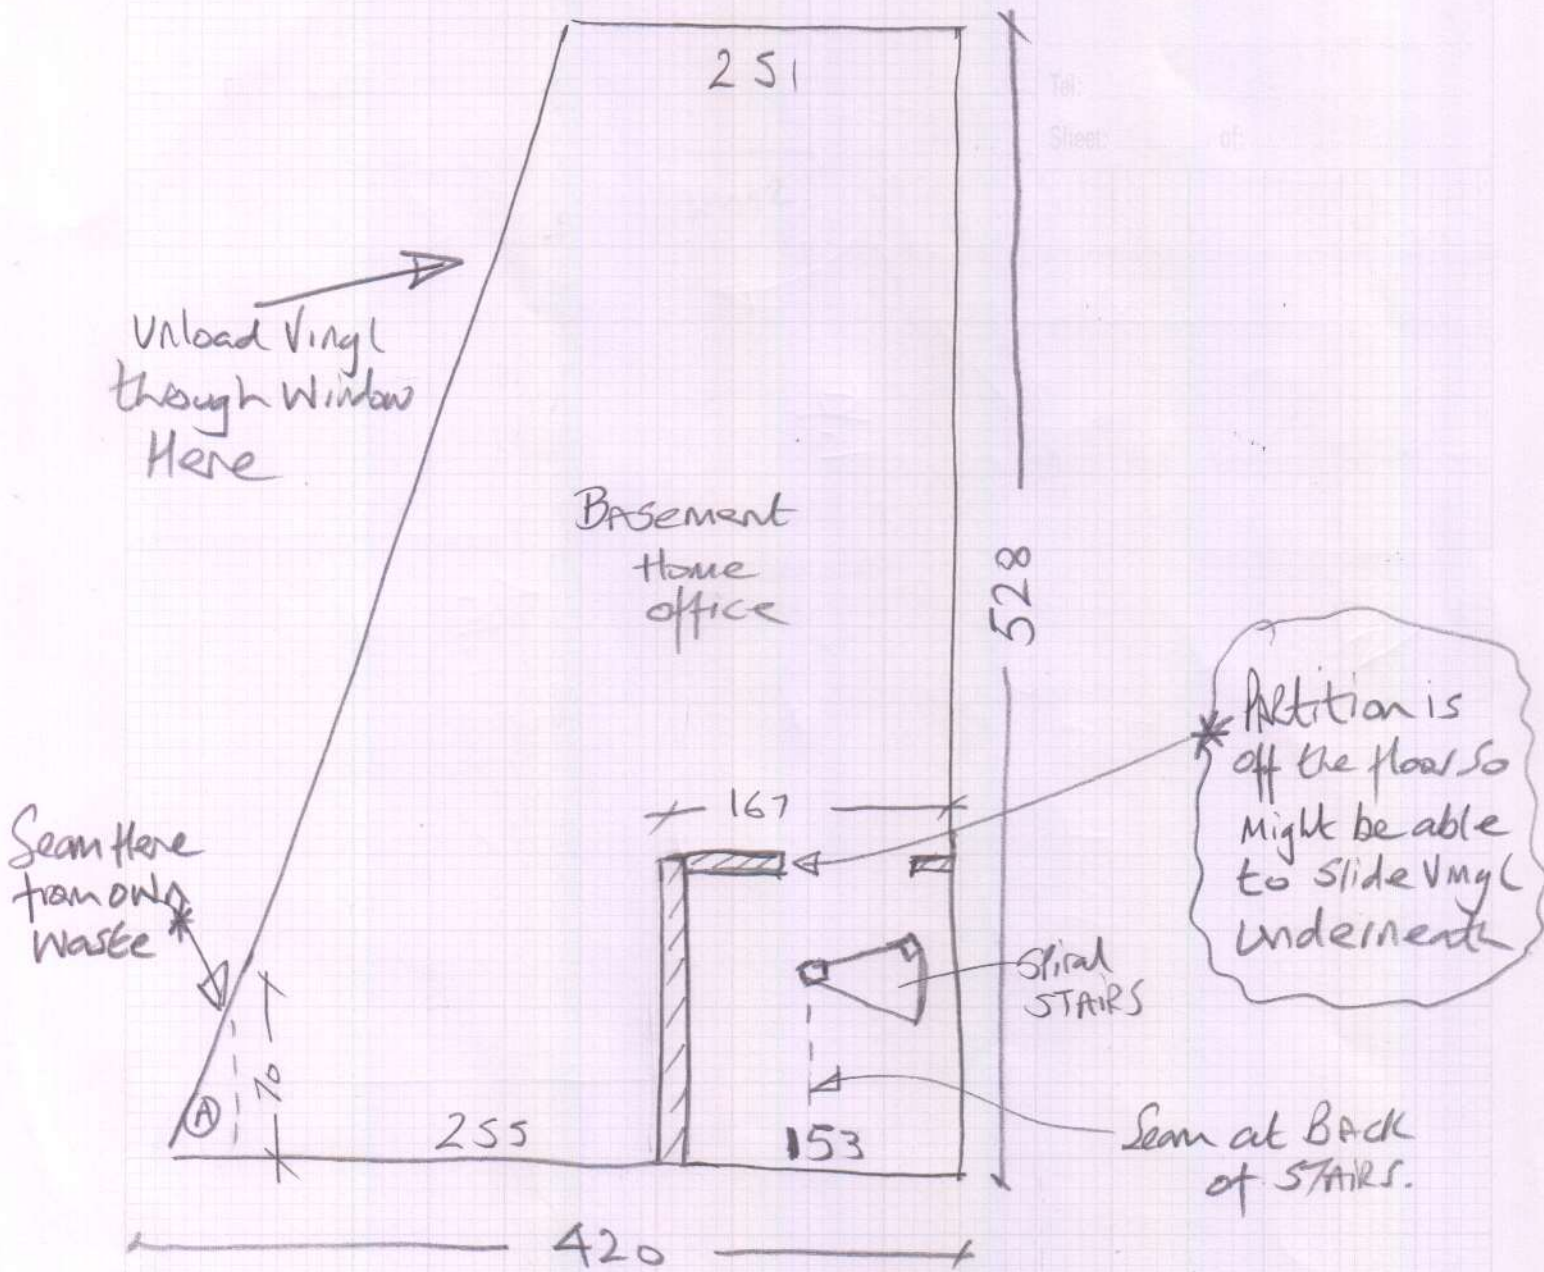 251
Tel:
Sheet: of:
Unload Vinyl
through Window
Here
Basement
Home
office
528
Partition is
off the floor so
Might be able
to slide Vinyl
underneath
167
Seam Here
from own
waste
Spiral
STAIRS
70
A
255
153
Seam at BACK
of STAIRS.
420